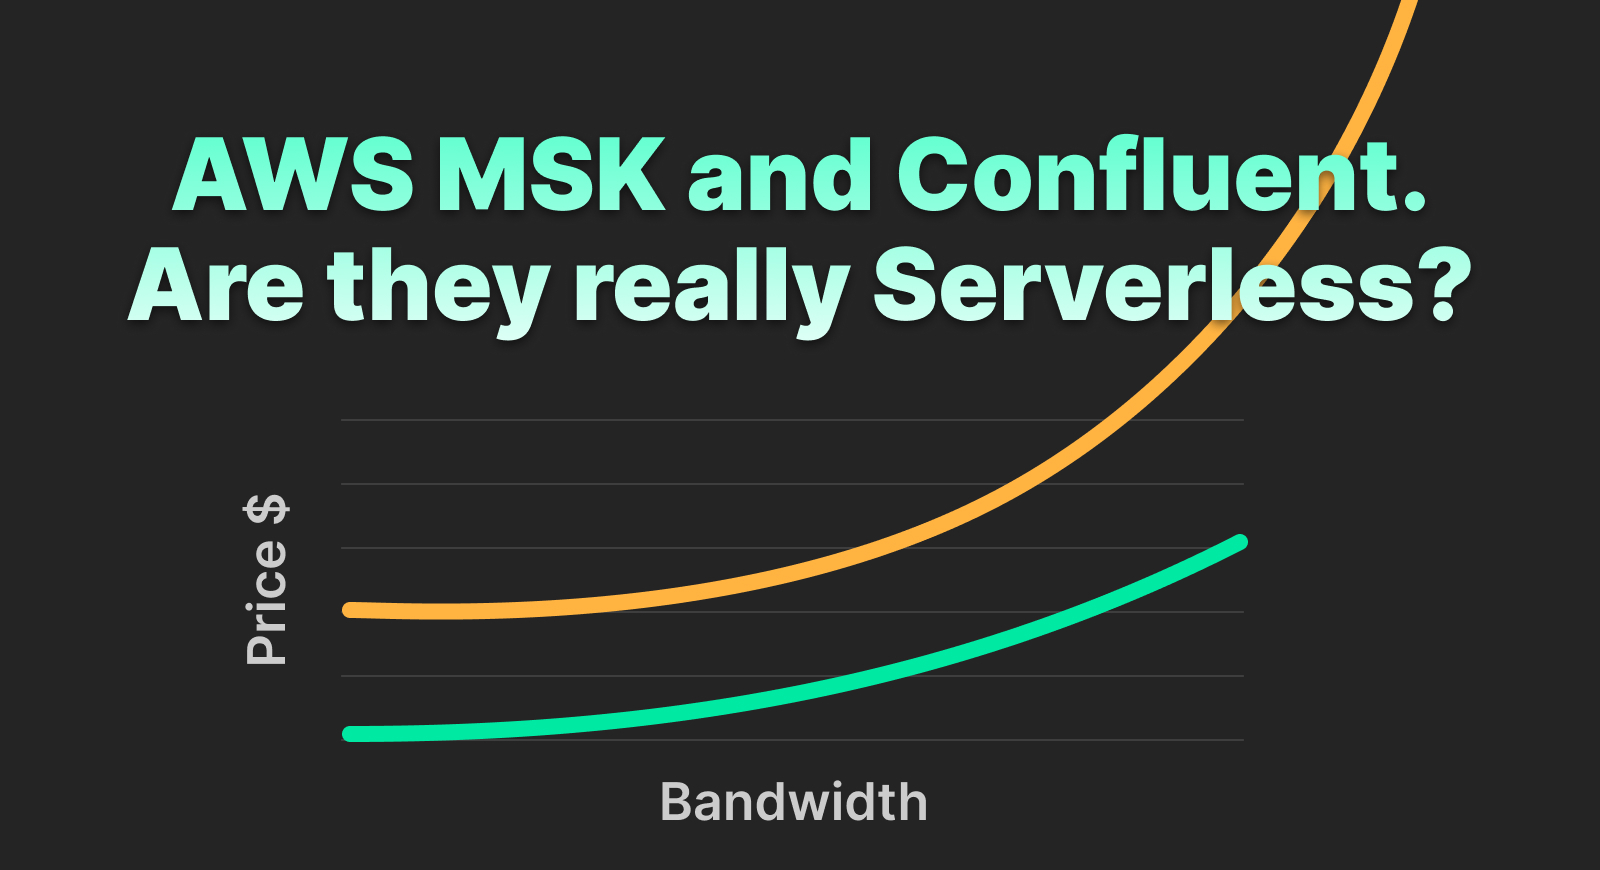 AWS MSK and Confluent.
Are they really Serverless?
Price $
Bandwidth